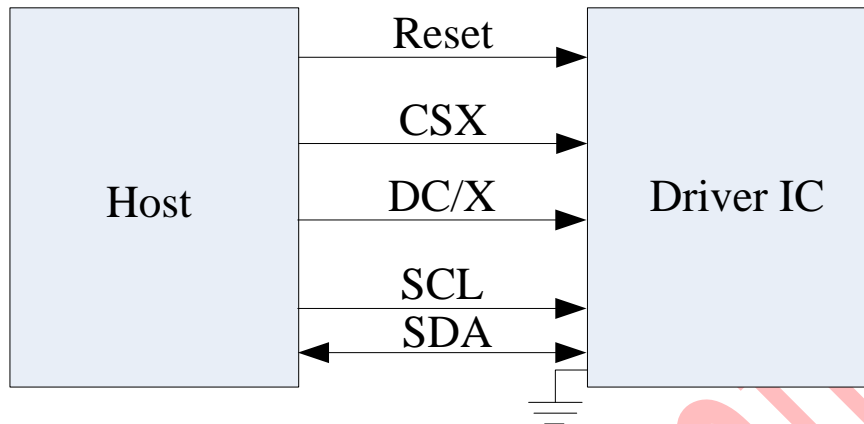 Reset
CSX
Host
DC/X
Driver IC
SCL
SDA